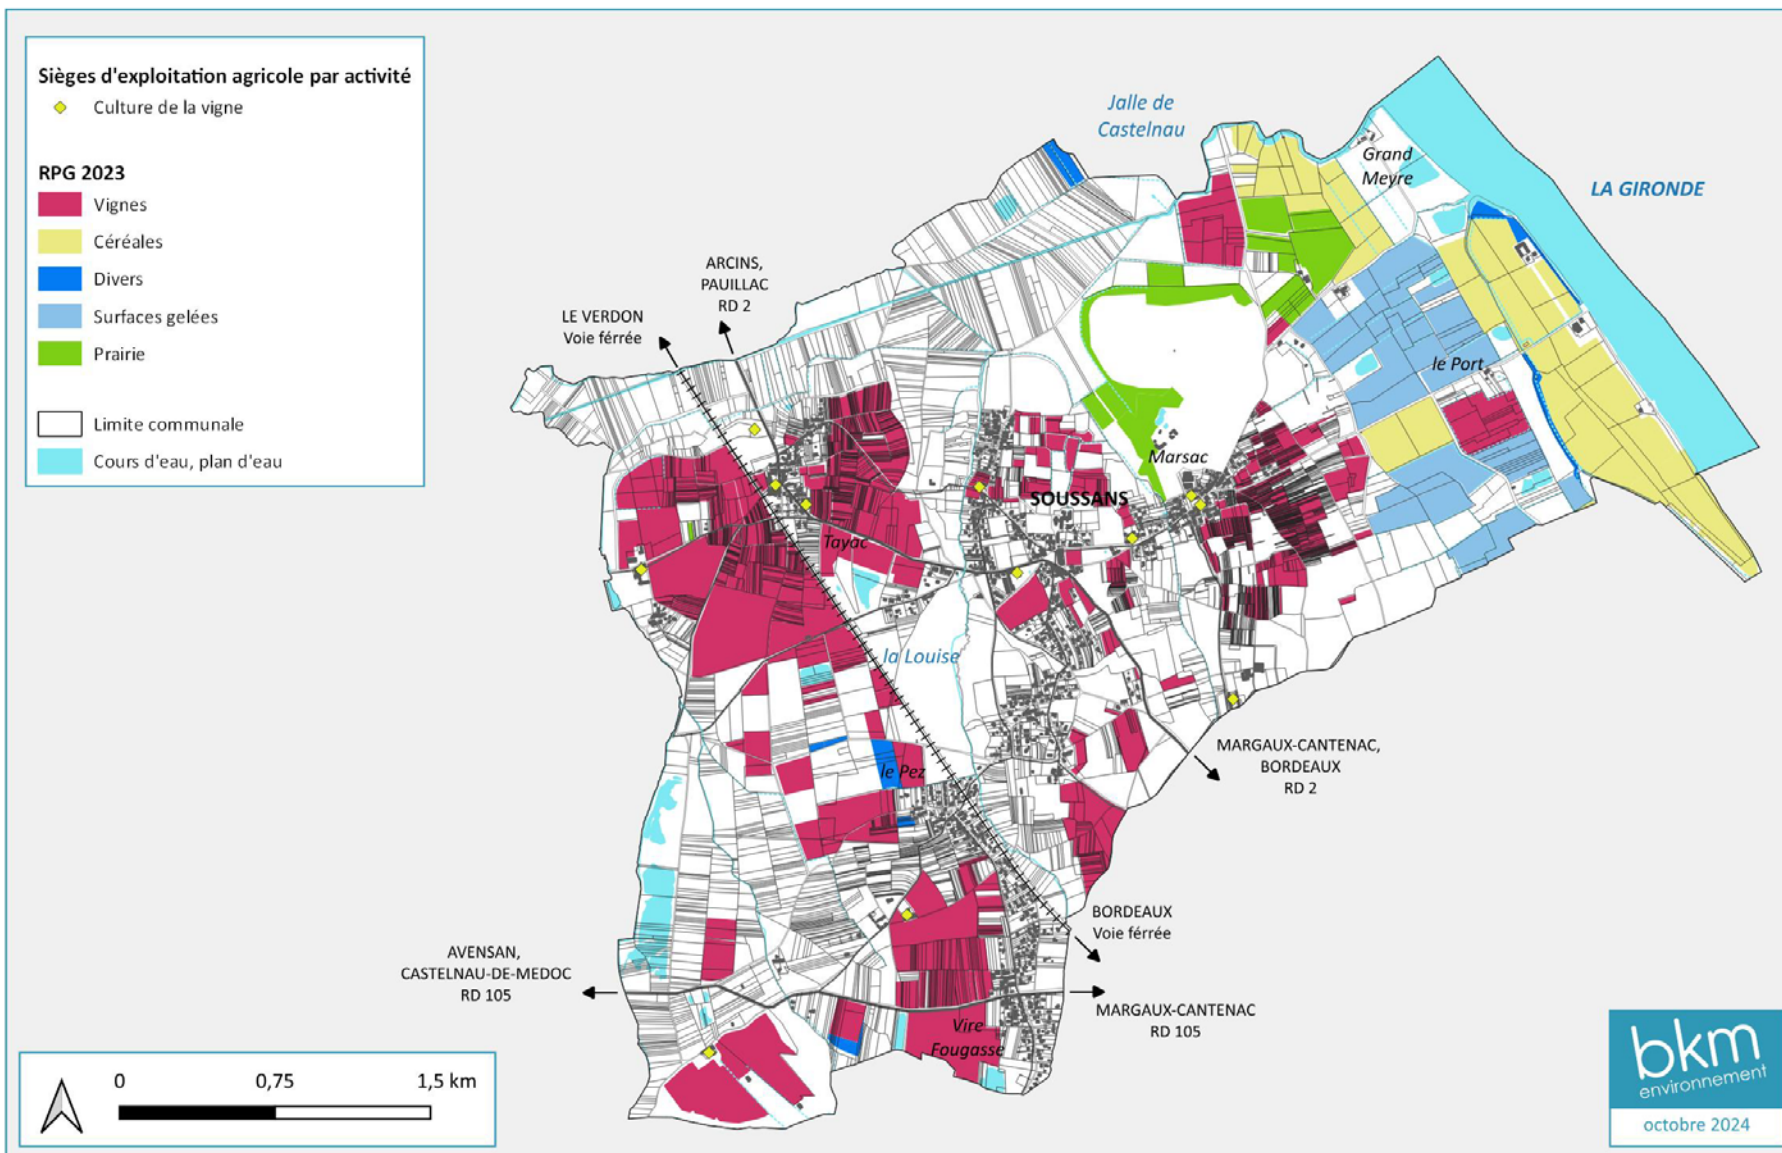 Sièges d'exploitation agricole par activité
Culture de la vigne
RPG 2023
Vignes
Céréales
Divers
Surfaces gelées
Prairie
Limite communale
Cours d'eau, plan d'eau
Jalle de
Castelnau
Grand
Meyre
LA GIRONDE
ARCINS,
PAUILLAC
RD 2
LE VERDON
Voie férrée
le Port
Marsac
SOUSSANS
Tayac
la Louise
MARGAUX-CANTENAC,
BORDEAUX
RD 2
le Pez
BORDEAUX
Voie férrée
AVENSAN,
CASTELNAU-DE-MEDOC
RD 105
MARGAUX-CANTENAC
RD 105
Vire
Fougasse
0 0,75 1,5 km
bkm
environnement
octobre 2024